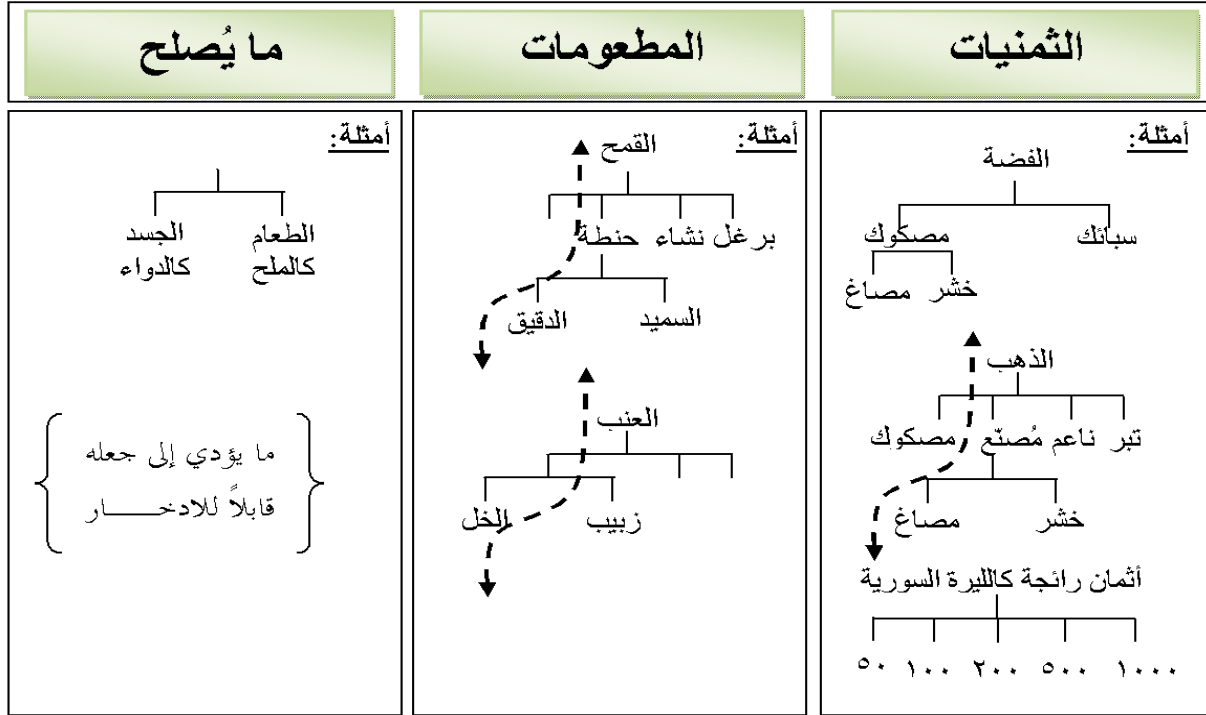 الثمنيات
المطعومات
ما يُصلح
أمثلة:
الفضة
سبائك
مصكوك
خشر
مصاغ
الذهب
تبر
ناعم
مُصنّع
مصكوك
خشر
مصاغ
أثمان رائجة كالليرة السورية
١٠٠٠
٥٠٠
٢٠٠
١٠٠
٥٠
أمثلة:
القمح
برغل
نشاء
حنطة
السميد
الدقيق
العنب
زبيب
الخل
أمثلة:
الطعام
كالملح
الجسد
كالدواء
ما يؤدي إلى جعله
قابلاً للادخـــــار